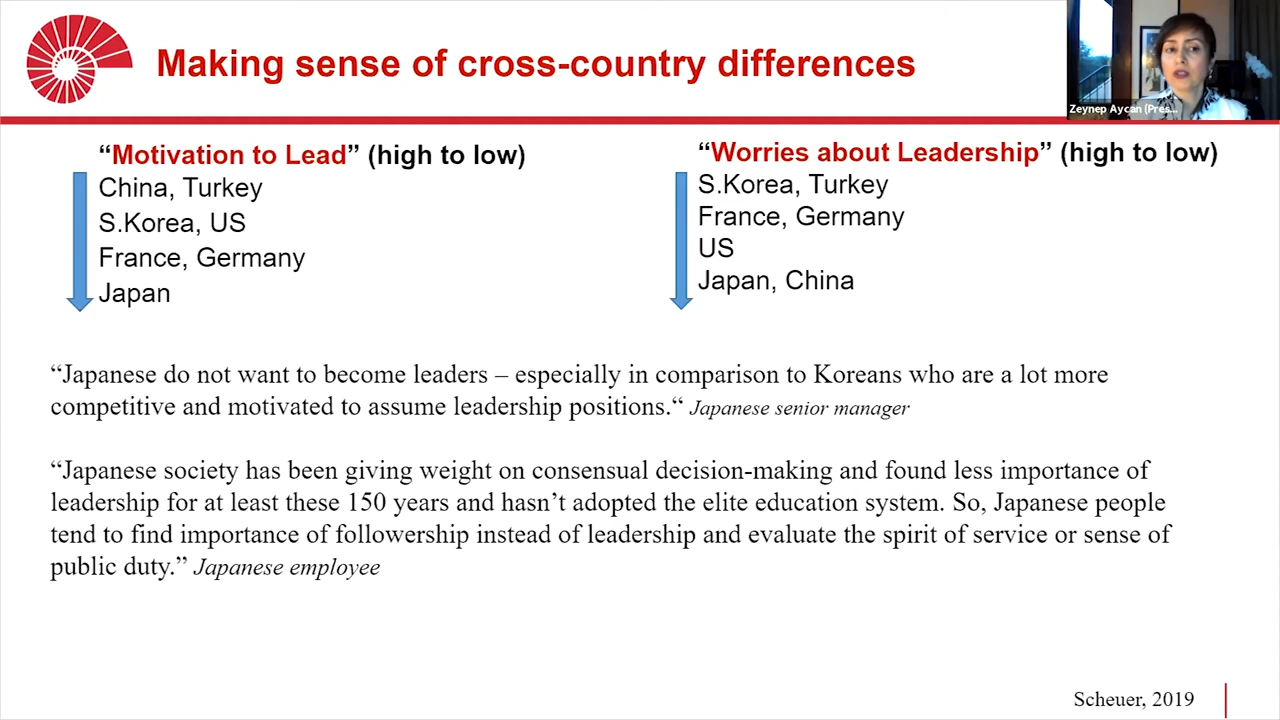 Making sense of cross-country differences
Zeynep Aycan (Pres...
“Motivation to Lead” (high to low)
China, Turkey
S.Korea, US
France, Germany
Japan
“Worries about Leadership” (high to low)
S.Korea, Turkey
France, Germany
US
Japan, China
“Japanese do not want to become leaders – especially in comparison to Koreans who are a lot more
competitive and motivated to assume leadership positions.“ Japanese senior manager
“Japanese society has been giving weight on consensual decision-making and found less importance of
leadership for at least these 150 years and hasn’t adopted the elite education system. So, Japanese people
tend to find importance of followership instead of leadership and evaluate the spirit of service or sense of
public duty.” Japanese employee
Scheuer, 2019